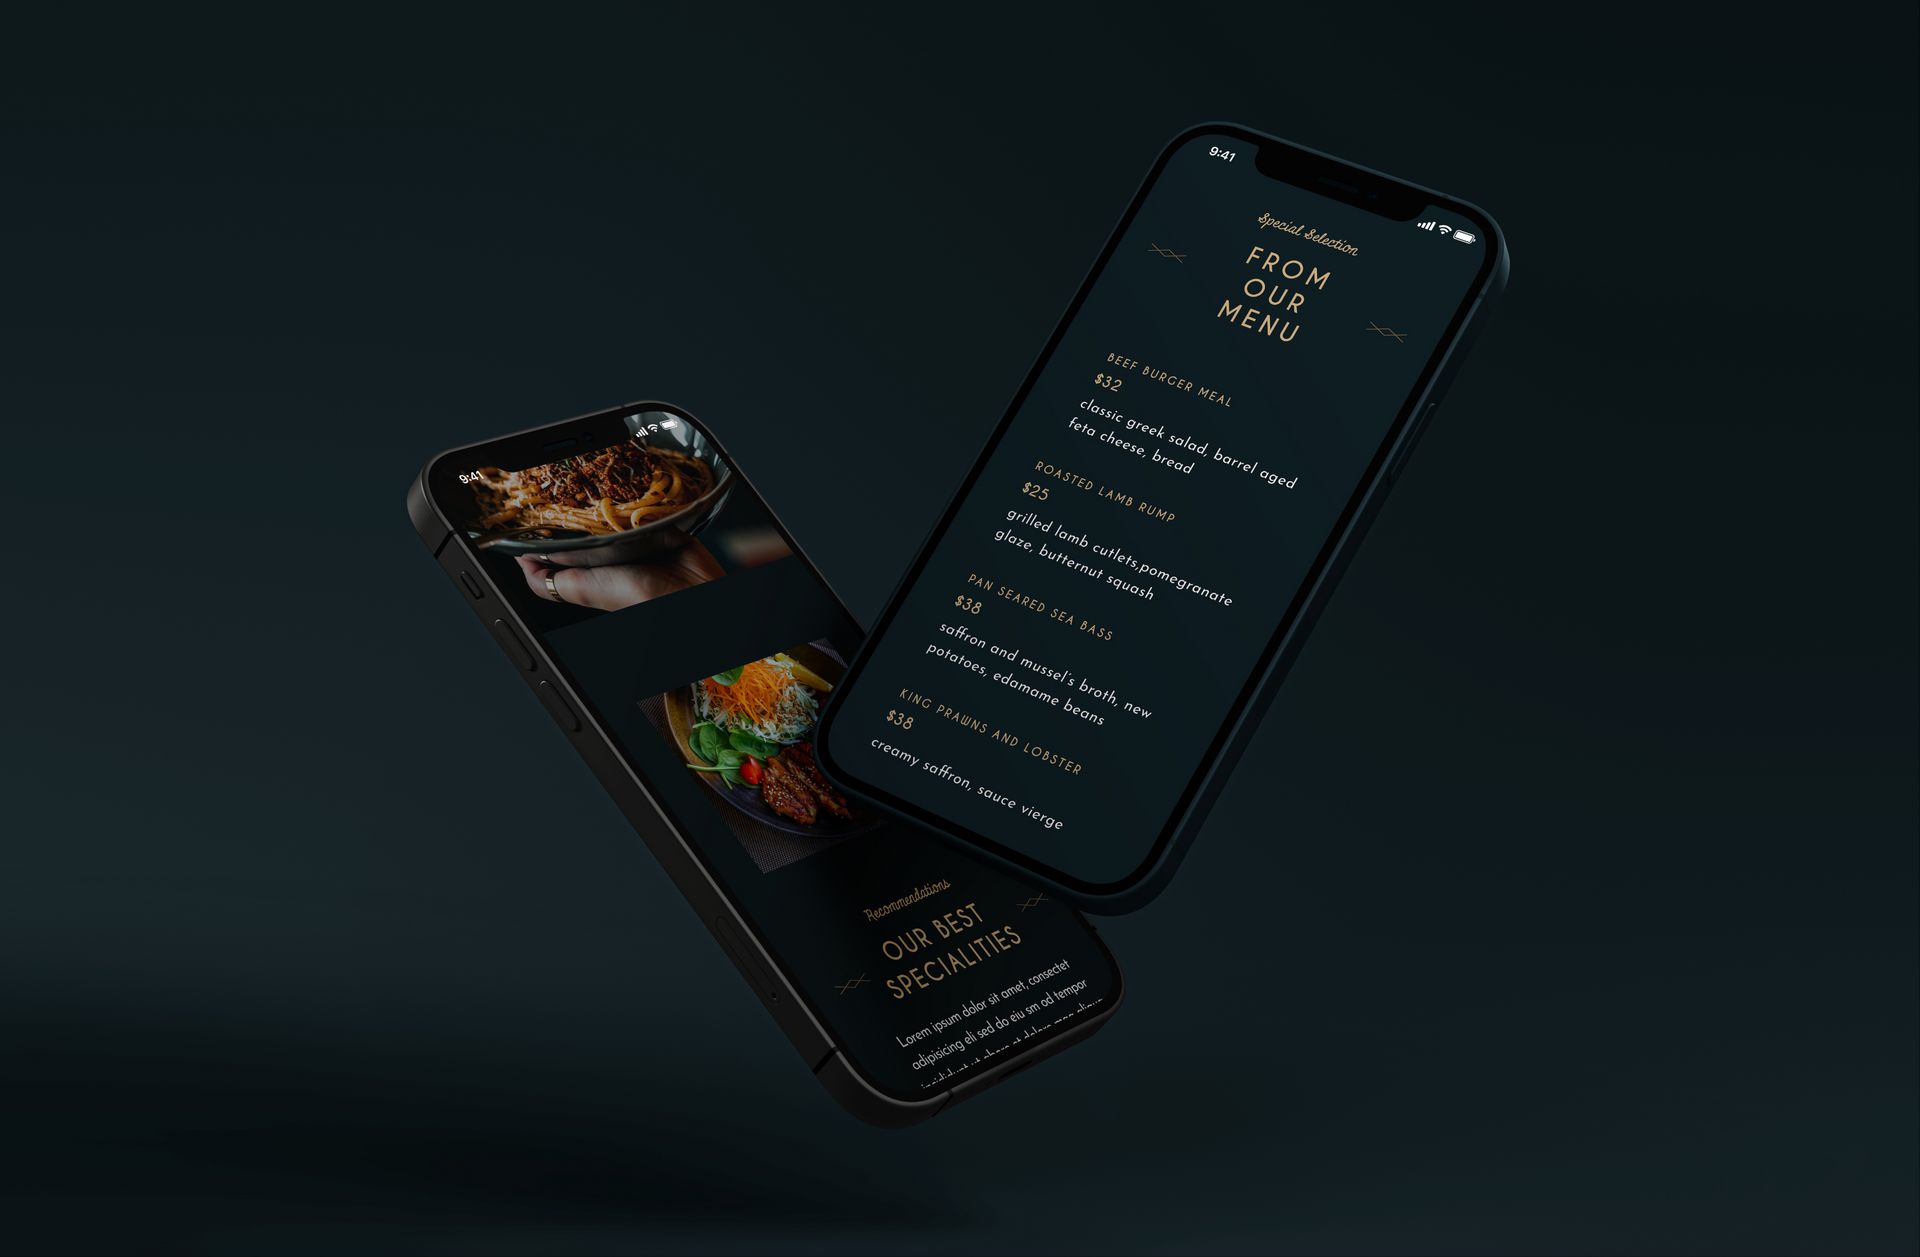 9:41
Special Selection
FROM
OUR
MENU
BEEF BURGER MEAL
$32
classic greek salad, barrel aged
feta cheese, bread
ROASTED LAMB RUMP
$25
grilled lamb cutlets,pomegranate
glaze, butternut squash
PAN SEARED SEA BASS
$38
saffron and mussel's broth, new
potatoes, edamame beans
KING PRAWNS AND LOBSTER
$38
creamy saffron, sauce vierge
9:41
Recommendations
OUR BEST
SPECIALITIES
Lorem ipsum dolor sit amet, consectet
adipisicing eli sed do eiu sm od tempor